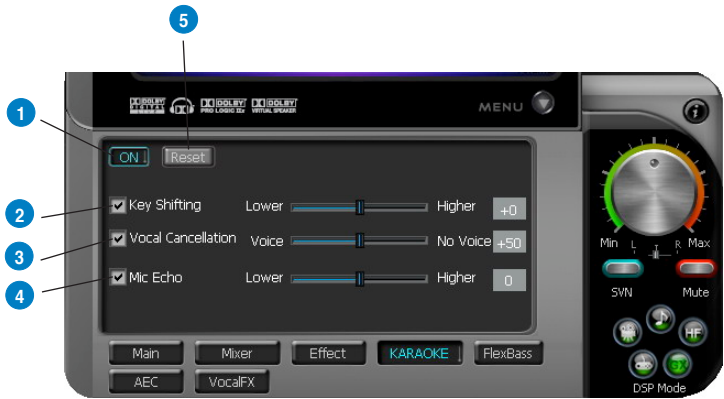 5
DOLBY DIGITAL
DOLBY PRO LOGIC IIx
DOLBY VIRTUAL SPEAKER
MENU
1
ON
Reset
i
2
Key Shifting Lower Higher +0
3
Vocal Cancellation Voice No Voice +50
4
Mic Echo Lower Higher 0
Min L T R Max
SVN Mute
HF
GX
DSP Mode
Main Mixer Effect KARAOKE FlexBass
AEC VocalFX